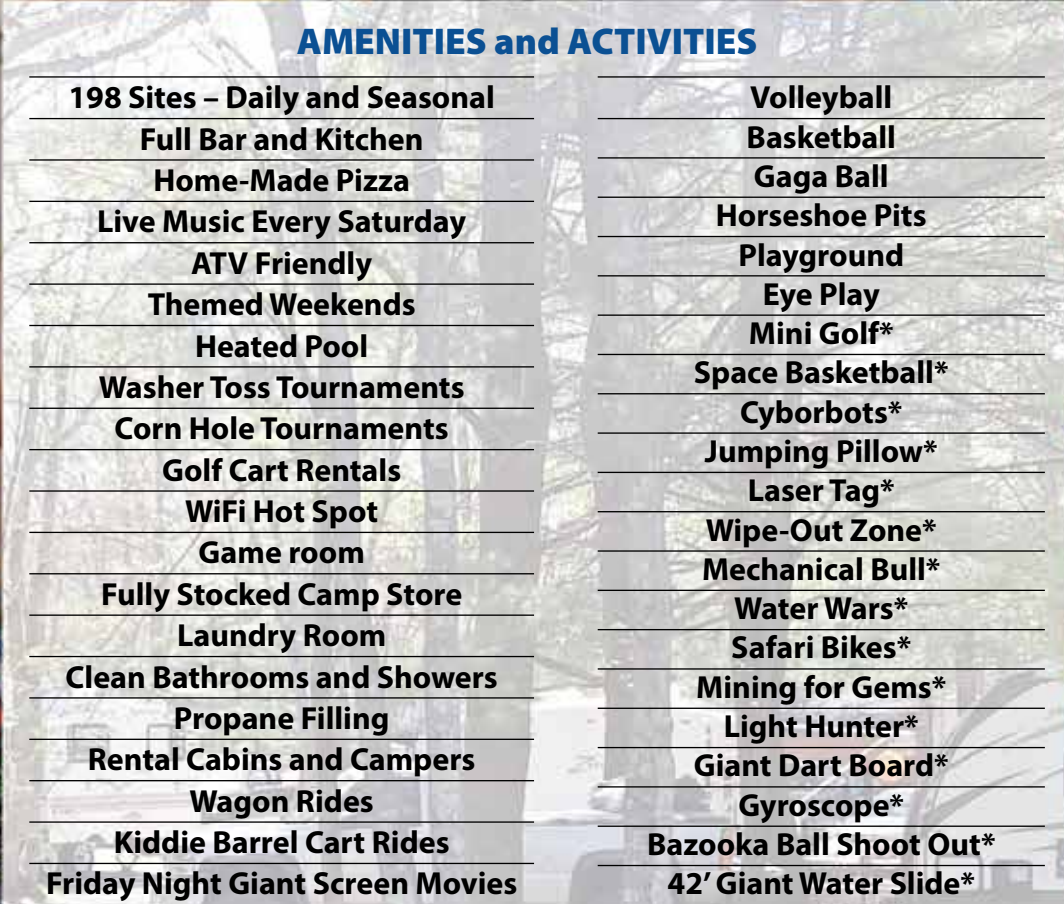 AMENITIES and ACTIVITIES
198 Sites – Daily and Seasonal
Full Bar and Kitchen
Home-Made Pizza
Live Music Every Saturday
ATV Friendly
Themed Weekends
Heated Pool
Washer Toss Tournaments
Corn Hole Tournaments
Golf Cart Rentals
WiFi Hot Spot
Game room
Fully Stocked Camp Store
Laundry Room
Clean Bathrooms and Showers
Propane Filling
Rental Cabins and Campers
Wagon Rides
Kiddie Barrel Cart Rides
Friday Night Giant Screen Movies
Volleyball
Basketball
Gaga Ball
Horseshoe Pits
Playground
Eye Play
Mini Golf*
Space Basketball*
Cyborbots*
Jumping Pillow*
Laser Tag*
Wipe-Out Zone*
Mechanical Bull*
Water Wars*
Safari Bikes*
Mining for Gems*
Light Hunter*
Giant Dart Board*
Gyroscope*
Bazooka Ball Shoot Out*
42’ Giant Water Slide*